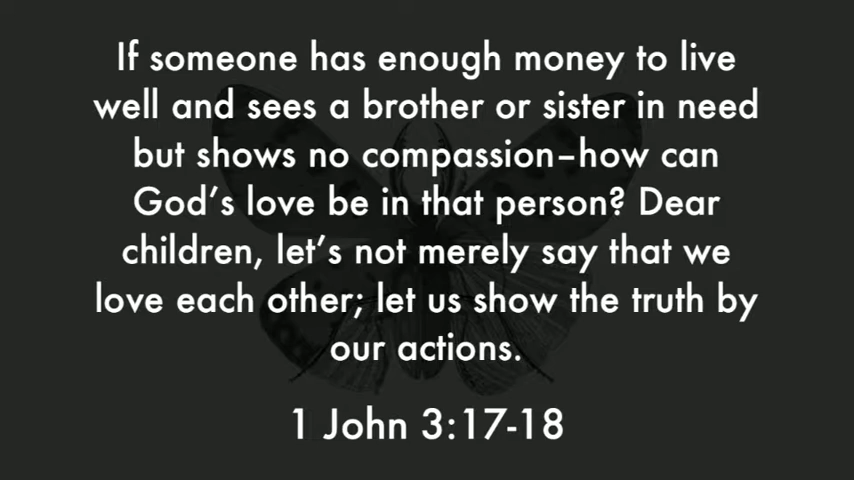 If someone has enough money to live
well and sees a brother or sister in need
but shows no compassion–how can
God’s love be in that person? Dear
children, let’s not merely say that we
love each other; let us show the truth by
our actions.
1 John 3:17-18